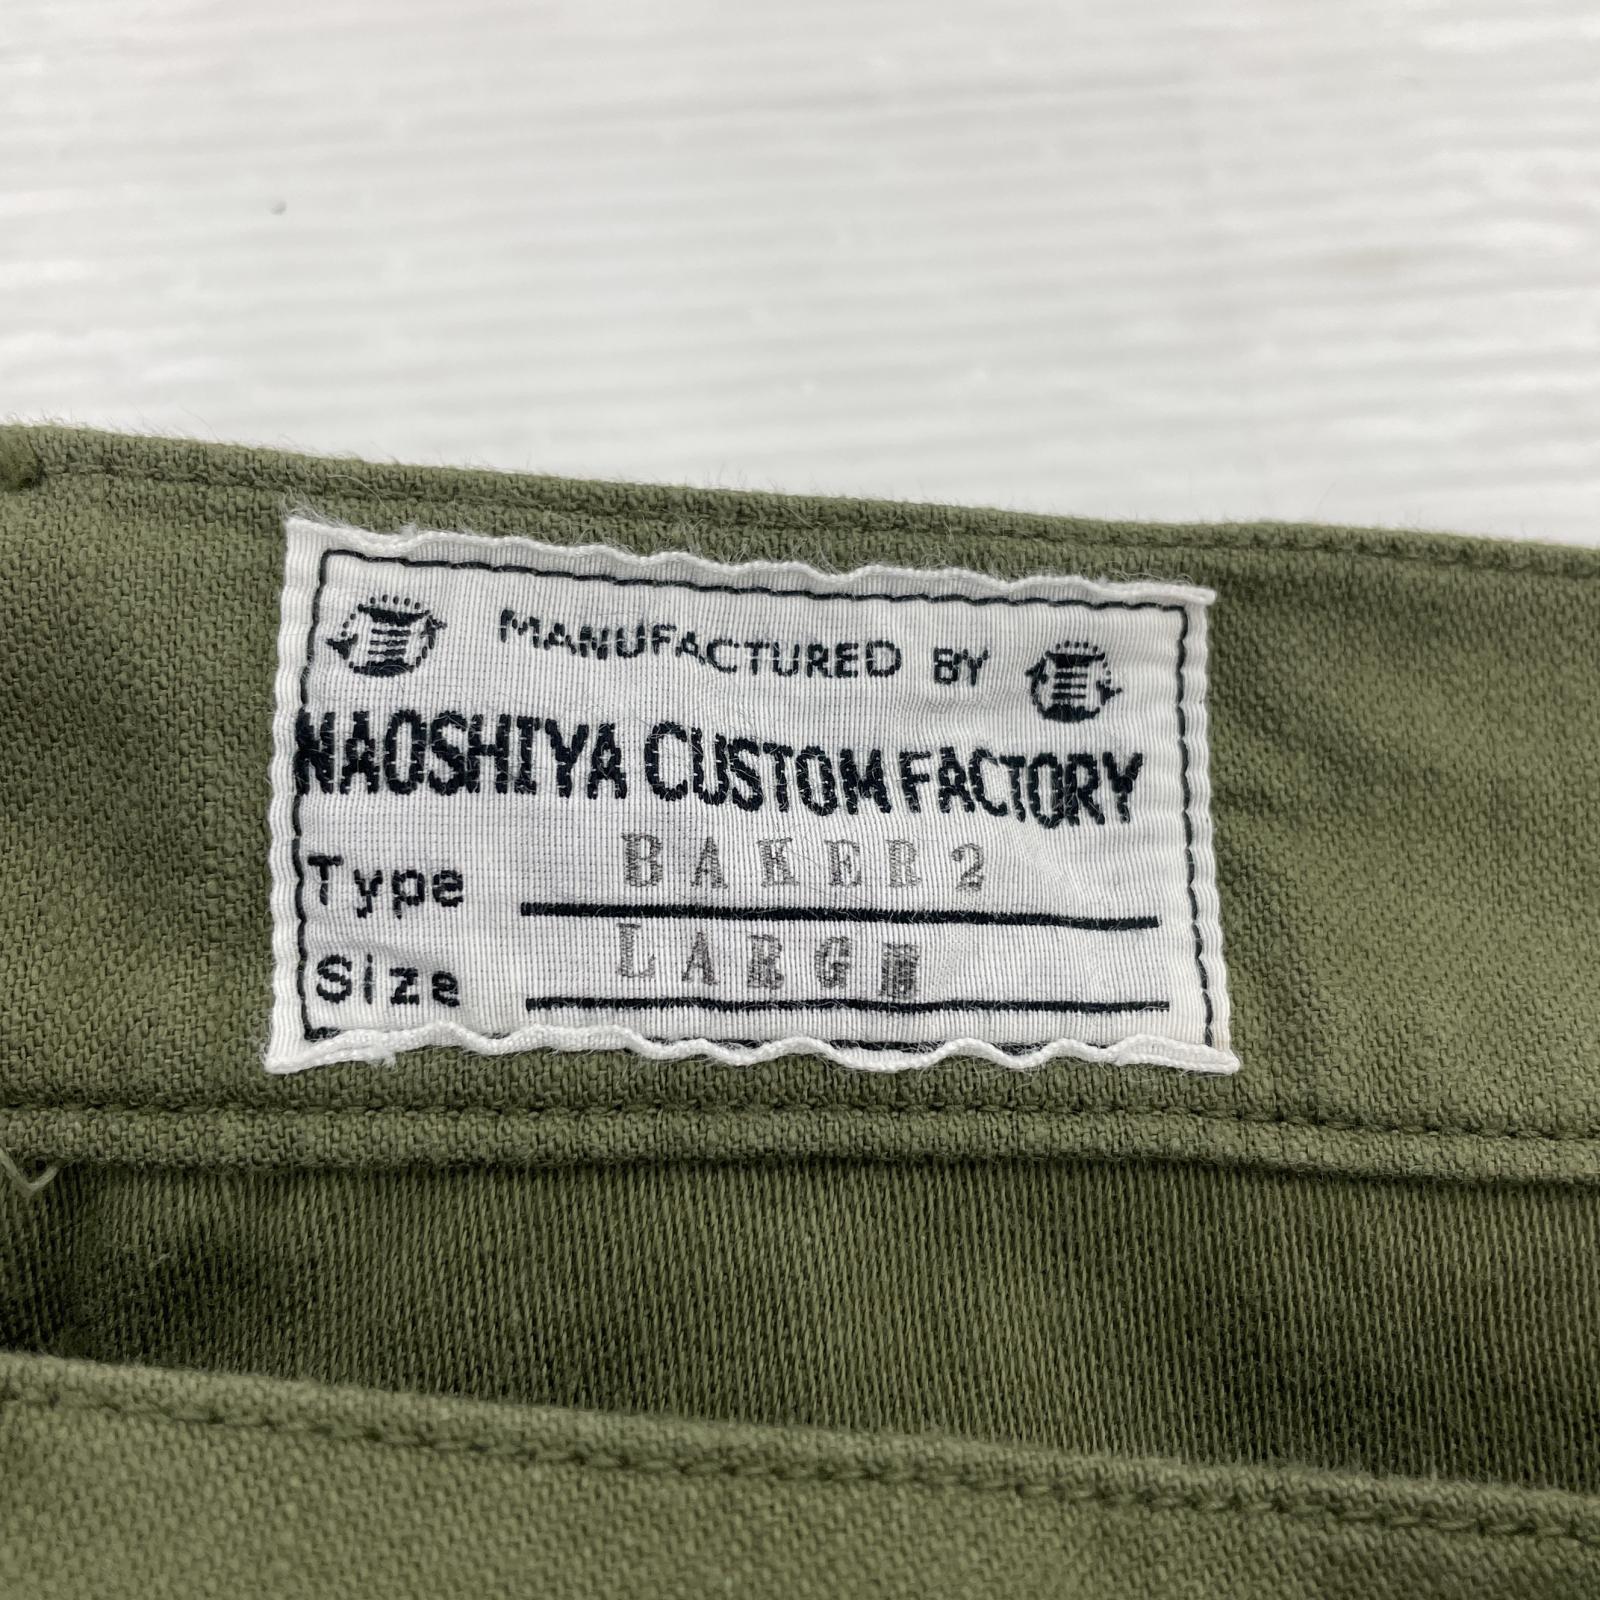 MANUFACTURED BY
NAOSHIYA CUSTOM FACTORY
Type BAKER2
Size LARGE